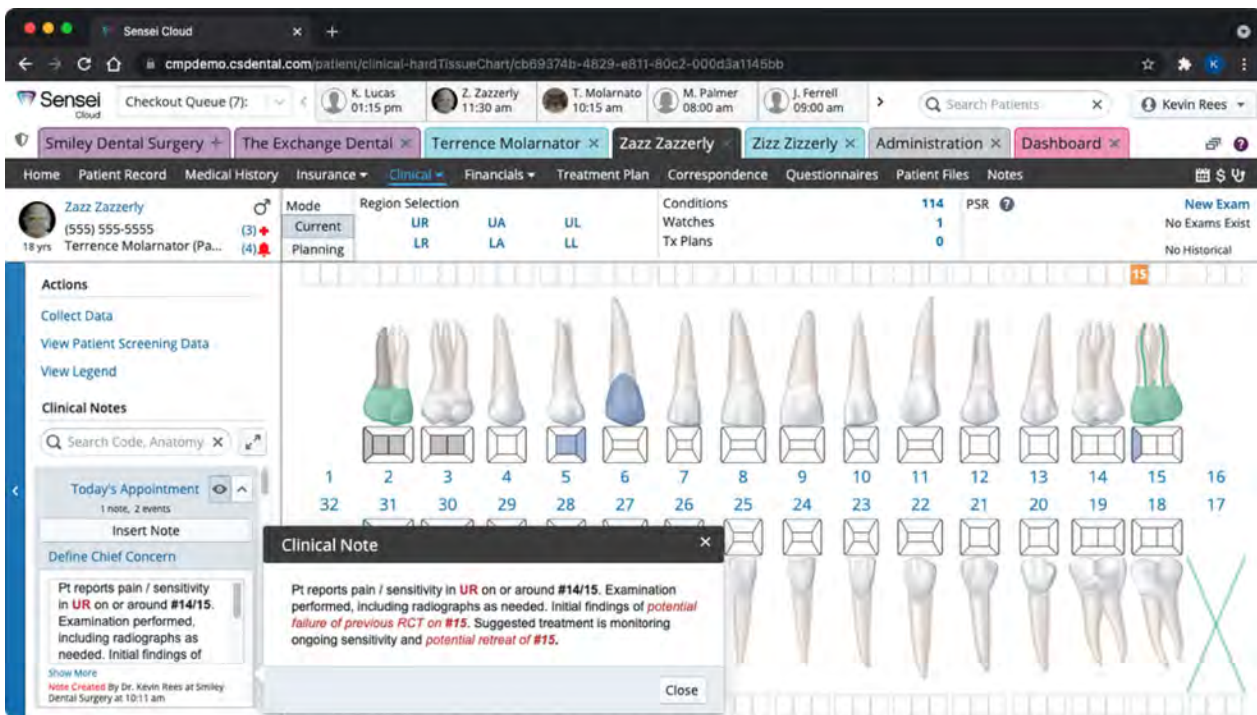 Sensei Cloud
cmpdemo.csdental.com/patient/clinical-hardTissueChart/cb69374b-4829-e811-80c2-000d3a1145bb
K
Sensei
Cloud
Checkout Queue (7):
K. Lucas
01:15 pm
Z. Zazzerly
11:30 am
T. Molarnato
10:15 am
M. Palmer
08:00 am
J. Ferrell
09:00 am
Search Patients
Kevin Rees
Smiley Dental Surgery
The Exchange Dental
Terrence Molarnator
Zazz Zazzerly
Zizz Zizzerly
Administration
Dashboard
Home Patient Record Medical History Insurance Clinical Financials Treatment Plan Correspondence Questionnaires Patient Files Notes
Zazz Zazzerly
(555) 555-5555 (3)
18 yrs Terrence Molarnator (Pa... (4)
Mode
Current
Planning
Region Selection
UR UA UL
LR LA LL
Conditions 114
Watches 1
Tx Plans 0
PSR
New Exam
No Exams Exist
No Historical
Actions
Collect Data
View Patient Screening Data
View Legend
Clinical Notes
Search Code, Anatomy
Today's Appointment
1 note, 2 events
Insert Note
Define Chief Concern
Pt reports pain / sensitivity
in UR on or around #14/15.
Examination performed,
including radiographs as
needed. Initial findings of
Show More
Note Created By Dr. Kevin Rees at Smiley
Dental Surgery at 10:11 am
15
1 2 3 4 5 6 7 8 9 10 11 12 13 14 15 16
32 31 30 29 28 27 26 25 24 23 22 21 20 19 18 17
Clinical Note
Pt reports pain / sensitivity in UR on or around #14/15. Examination
performed, including radiographs as needed. Initial findings of potential
failure of previous RCT on #15. Suggested treatment is monitoring
ongoing sensitivity and potential retreat of #15.
Close